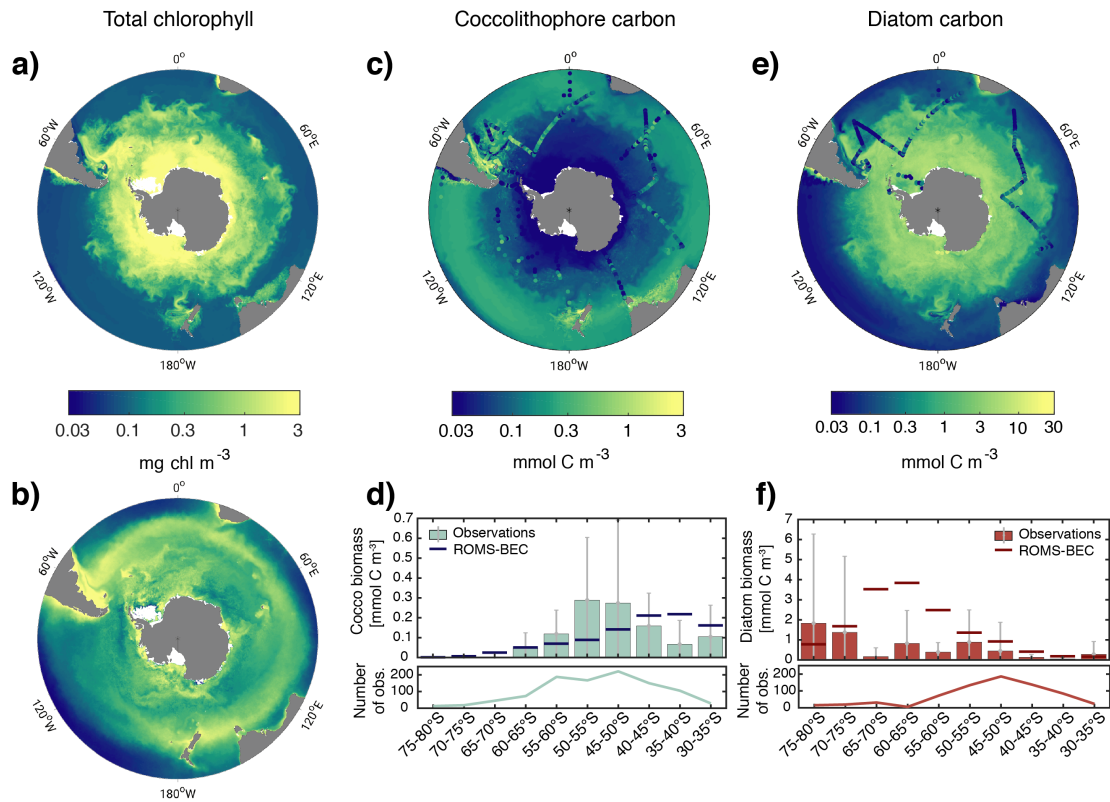 Total chlorophyll
Coccolithophore carbon
Diatom carbon
a)
c)
e)
0° 60°E 120°E 180°W 120°W 60°W
0° 60°E 120°E 180°W 120°W 60°W
0° 60°E 120°E 180°W 120°W 60°W
0.03 0.1 0.3 1 3
mg chl m⁻³
0.03 0.1 0.3 1 3
mmol C m⁻³
0.03 0.1 0.3 1 3 10 30
mmol C m⁻³
b)
0° 60°E 120°E 180°W 120°W 60°W
d)
Cocco biomass
[mmol C m⁻³]
0.7
0.6
0.5
0.4
0.3
0.2
0.1
0
Observations
ROMS-BEC
Number
of obs.
200
100
0
75-80°S 70-75°S 65-70°S 60-65°S 55-60°S 50-55°S 45-50°S 40-45°S 35-40°S 30-35°S
f)
Diatom biomass
[mmol C m⁻³]
7
6
5
4
3
2
1
0
Observations
ROMS-BEC
Number
of obs.
200
100
0
75-80°S 70-75°S 65-70°S 60-65°S 55-60°S 50-55°S 45-50°S 40-45°S 35-40°S 30-35°S